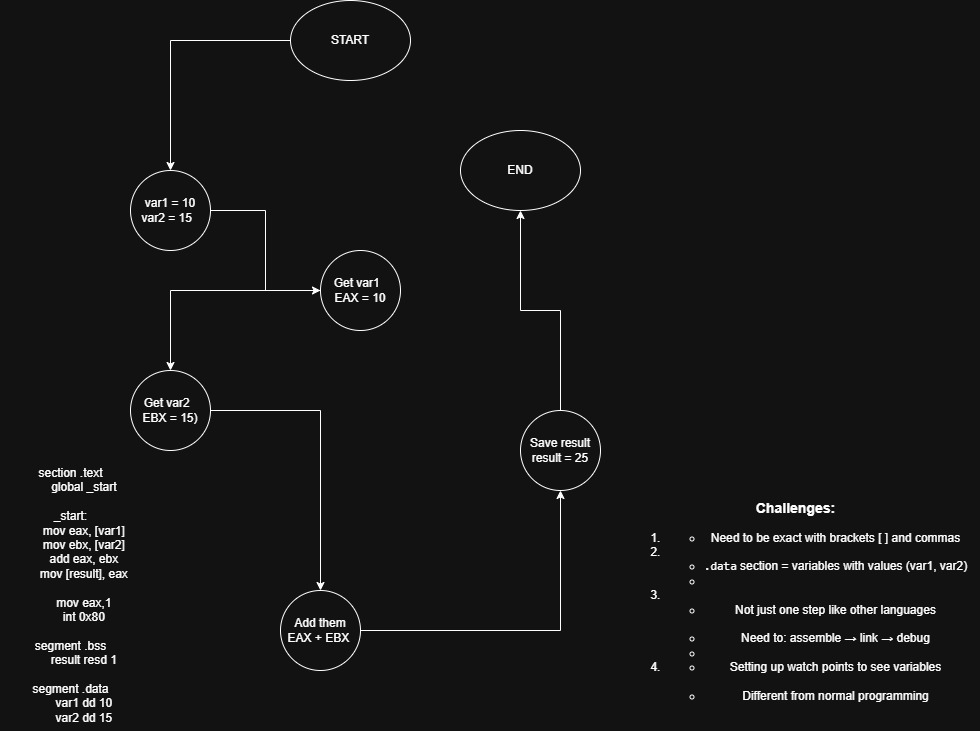 START
var1 = 10
var2 = 15
END
Get var1
EAX = 10
Get var2
EBX = 15)
Save result
result = 25
Add them
EAX + EBX
section .text
global _start
_start:
mov eax, [var1]
mov ebx, [var2]
add eax, ebx
mov [result], eax
mov eax,1
int 0x80
segment .bss
result resd 1
segment .data
var1 dd 10
var2 dd 15
Challenges:
1. ○ Need to be exact with brackets [ ] and commas
2.
○ .data section = variables with values (var1, var2)
○
3.
○ Not just one step like other languages
○ Need to: assemble → link → debug
○
4. ○ Setting up watch points to see variables
○ Different from normal programming